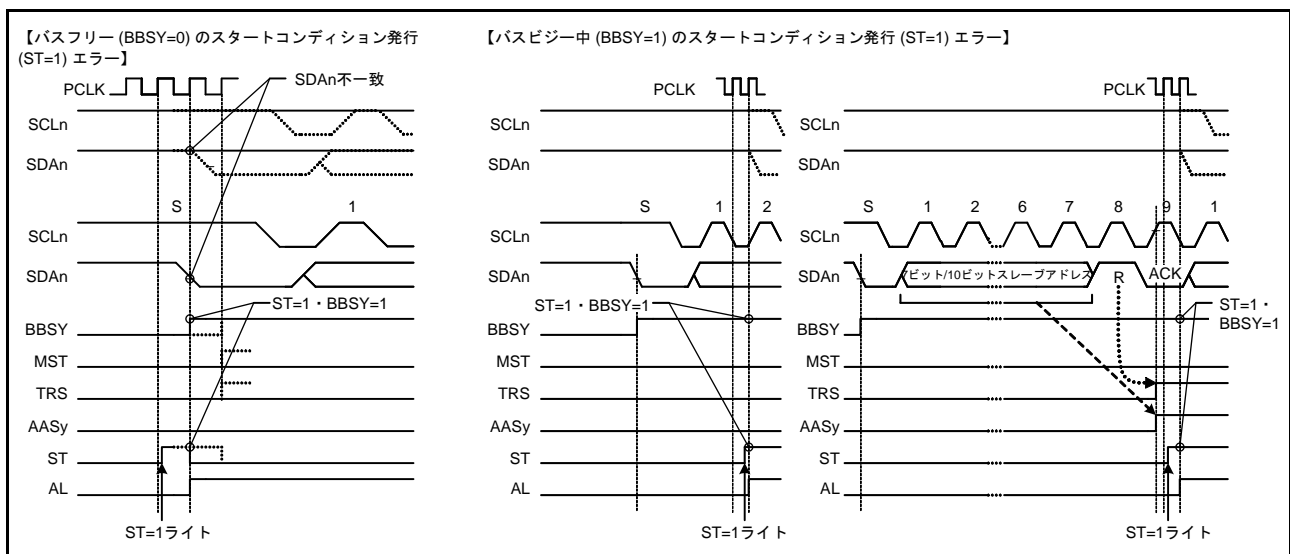 【バスフリー (BBSY=0) のスタートコンディション発行
(ST=1) エラー】
PCLK
SDAn不一致
SCLn
SDAn
S 1
SCLn
SDAn
ST=1・BBSY=1
BBSY
MST
TRS
AASy
ST
AL
ST=1ライト
【バスビジー中 (BBSY=1) のスタートコンディション発行 (ST=1) エラー】
PCLK
SCLn
SDAn
S 1 2
SCLn
SDAn
ST=1・BBSY=1
BBSY
MST
TRS
AASy
ST
AL
ST=1ライト
PCLK
SCLn
SDAn
S 1 2 6 7 8 9 1
SCLn
SDAn
7ビット/10ビットスレーブアドレス
R
ACK
ST=1・
BBSY=1
BBSY
MST
TRS
AASy
ST
AL
ST=1ライト